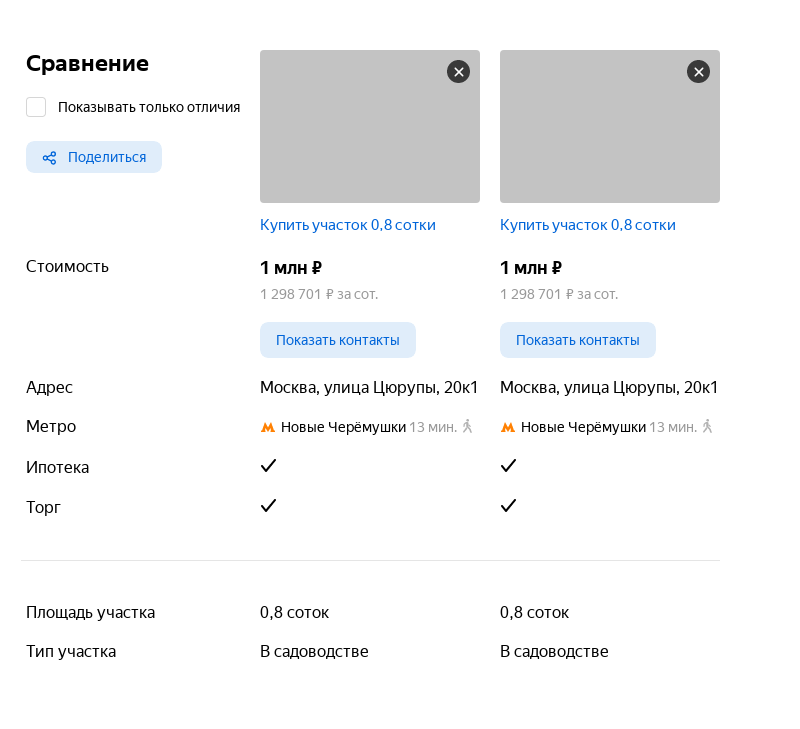 Сравнение
Показывать только отличия
Поделиться
Купить участок 0,8 сотки Купить участок 0,8 сотки
Стоимость 1 млн ₽ 1 млн ₽
1 298 701 ₽ за сот. 1 298 701 ₽ за сот.
Показать контакты Показать контакты
Адрес Москва, улица Цюрупы, 20к1 Москва, улица Цюрупы, 20к1
Метро Новые Черёмушки 13 мин. Новые Черёмушки 13 мин.
Ипотека
Торг
Площадь участка 0,8 соток 0,8 соток
Тип участка В садоводстве В садоводстве